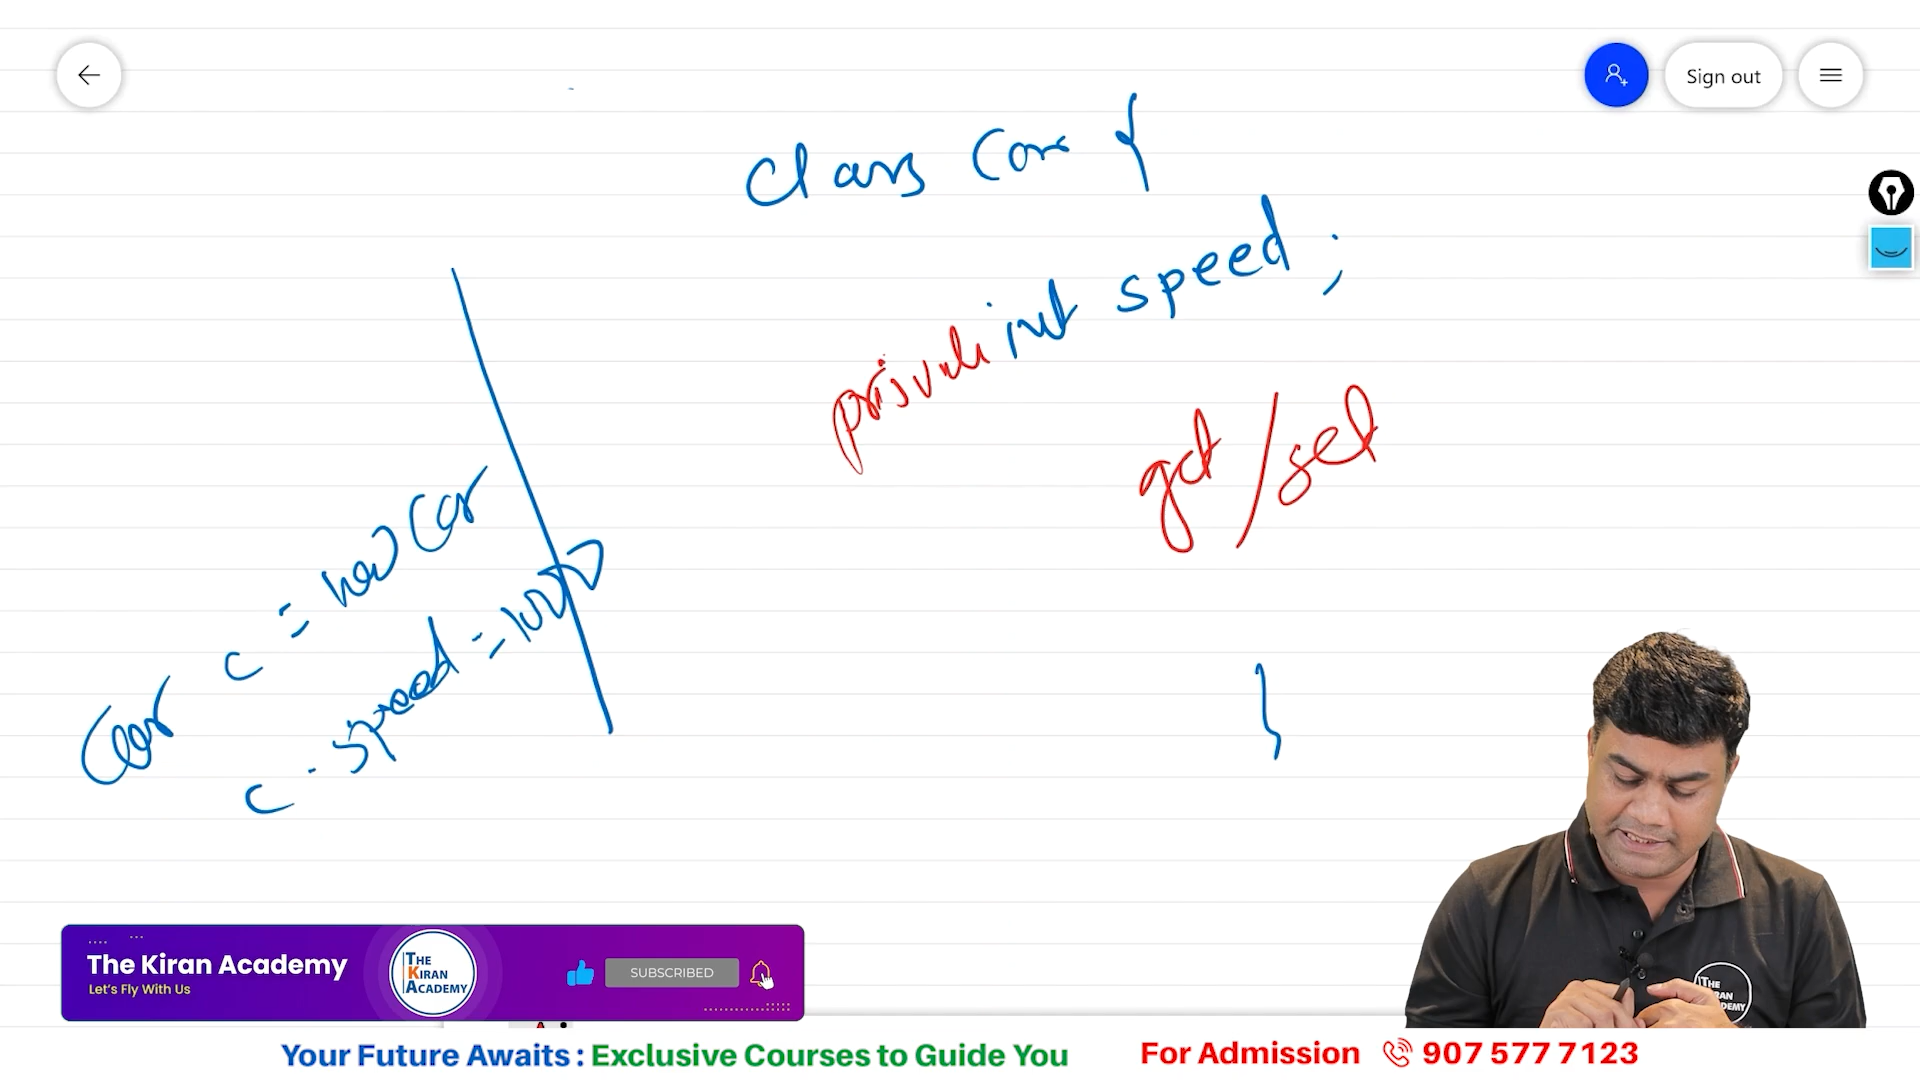 Sign out
class Car {
private int speed;
get/set
Car c = new Car
c.speed = 1000
}
The Kiran Academy
Let's Fly With Us
THE
KIRAN
ACADEMY
SUBSCRIBED
Your Future Awaits : Exclusive Courses to Guide You
For Admission 907 577 7123